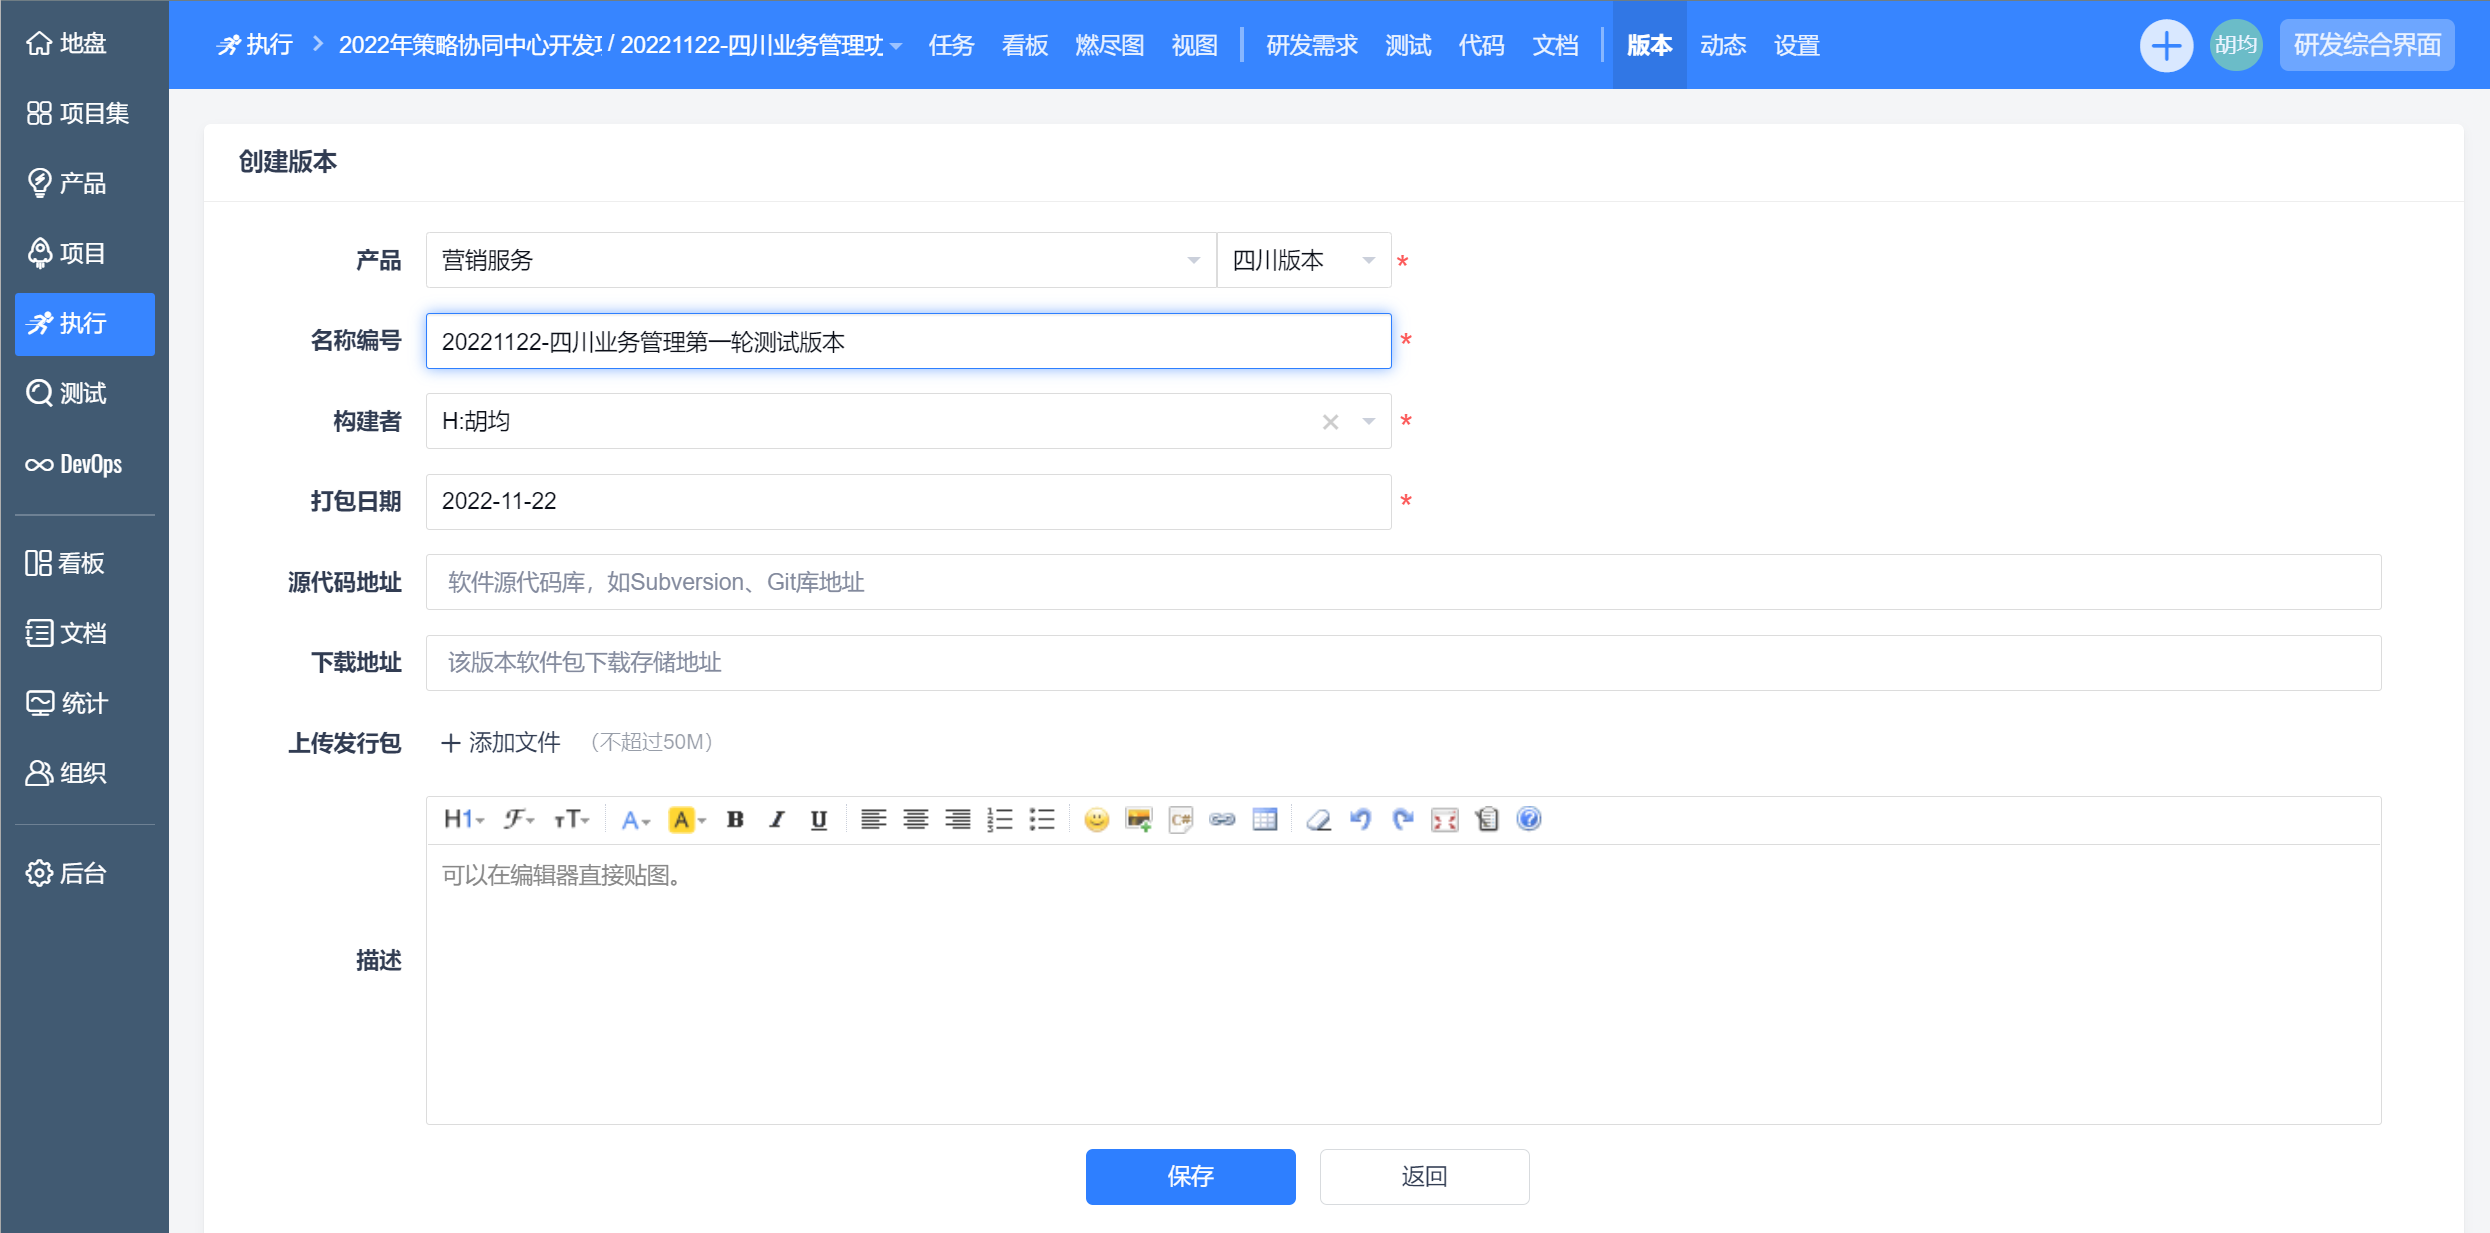 地盘
项目集
产品
项目
执行
测试
DevOps
看板
文档
统计
组织
后台
执行 > 2022年策略协同中心开发项 / 20221122-四川业务管理功 任务 看板 燃尽图 视图 研发需求 测试 代码 文档 版本 动态 设置 胡均 研发综合界面
创建版本
产品 营销服务 四川版本 *
名称编号 20221122-四川业务管理第一轮测试版本 *
构建者 H:胡均 × *
打包日期 2022-11-22 *
源代码地址 软件源代码库，如Subversion、Git库地址
下载地址 该版本软件包下载存储地址
上传发行包 + 添加文件 （不超过50M）
H1 F TT A A B I U
可以在编辑器直接贴图。
描述
保存 返回